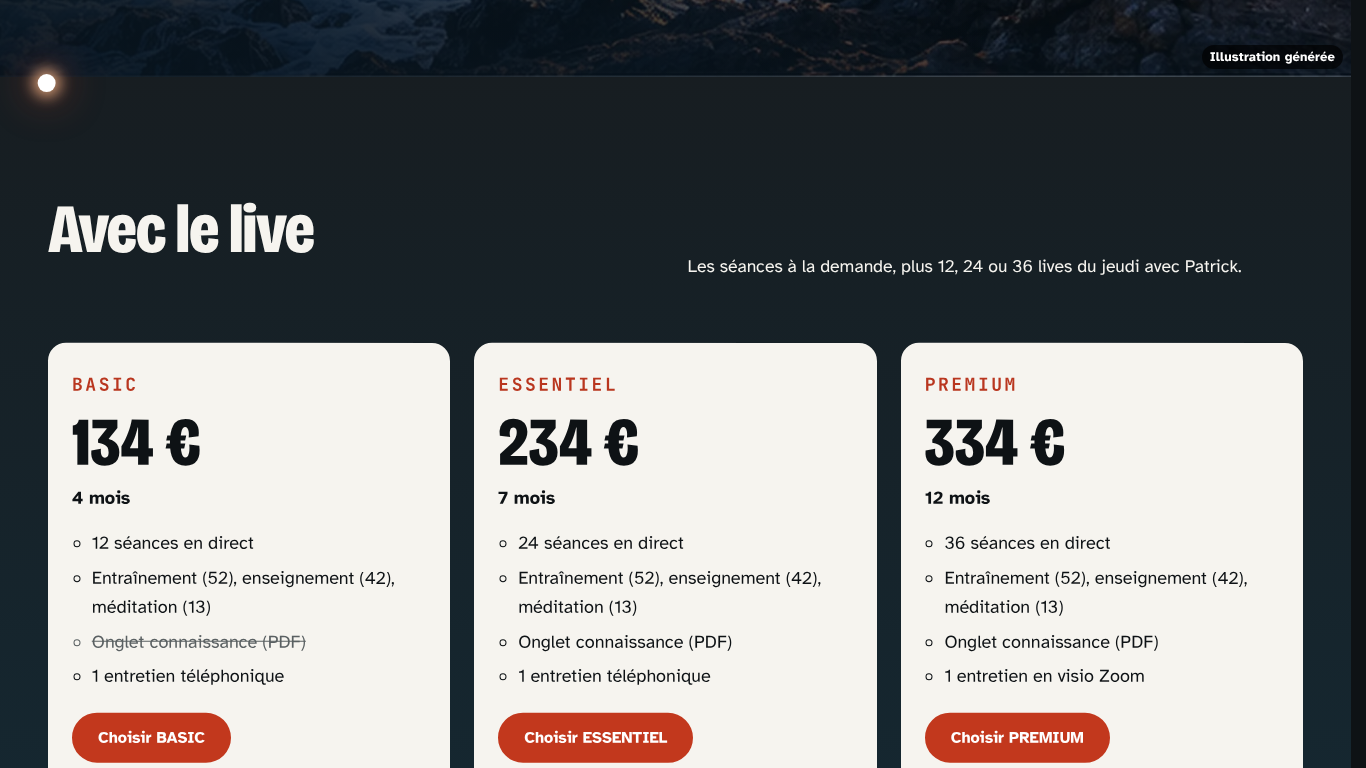 Illustration générée
Avec le live
Les séances à la demande, plus 12, 24 ou 36 lives du jeudi avec Patrick.
BASIC
134 €
4 mois
12 séances en direct
Entraînement (52), enseignement (42),
méditation (13)
Onglet connaissance (PDF)
1 entretien téléphonique
Choisir BASIC
ESSENTIEL
234 €
7 mois
24 séances en direct
Entraînement (52), enseignement (42),
méditation (13)
Onglet connaissance (PDF)
1 entretien téléphonique
Choisir ESSENTIEL
PREMIUM
334 €
12 mois
36 séances en direct
Entraînement (52), enseignement (42),
méditation (13)
Onglet connaissance (PDF)
1 entretien en visio Zoom
Choisir PREMIUM